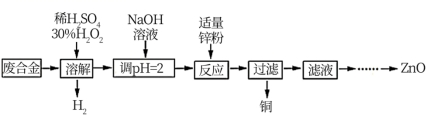 稀H₂SO₄
30%H₂O₂
NaOH
溶液
适量
锌粉
废合金
溶解
调pH=2
反应
过滤
滤液
······
ZnO
H₂
铜